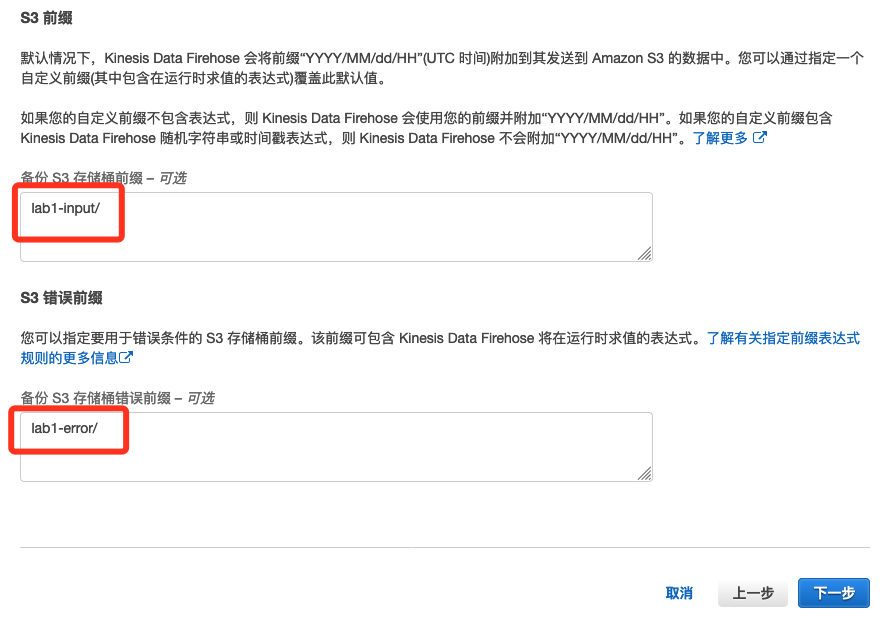 S3 前缀
默认情况下，Kinesis Data Firehose 会将前缀“YYYY/MM/dd/HH”(UTC 时间)附加到其发送到 Amazon S3 的数据中。您可以通过指定一个
自定义前缀(其中包含在运行时求值的表达式)覆盖此默认值。
如果您的自定义前缀不包含表达式，则 Kinesis Data Firehose 会使用您的前缀并附加“YYYY/MM/dd/HH”。如果您的自定义前缀包含
Kinesis Data Firehose 随机字符串或时间戳表达式，则 Kinesis Data Firehose 不会附加“YYYY/MM/dd/HH”。了解更多
备份 S3 存储桶前缀 – 可选
lab1-input/
S3 错误前缀
您可以指定要用于错误条件的 S3 存储桶前缀。该前缀可包含 Kinesis Data Firehose 将在运行时求值的表达式。了解有关指定前缀表达式
规则的更多信息
备份 S3 存储桶错误前缀 – 可选
lab1-error/
取消 上一步 下一步